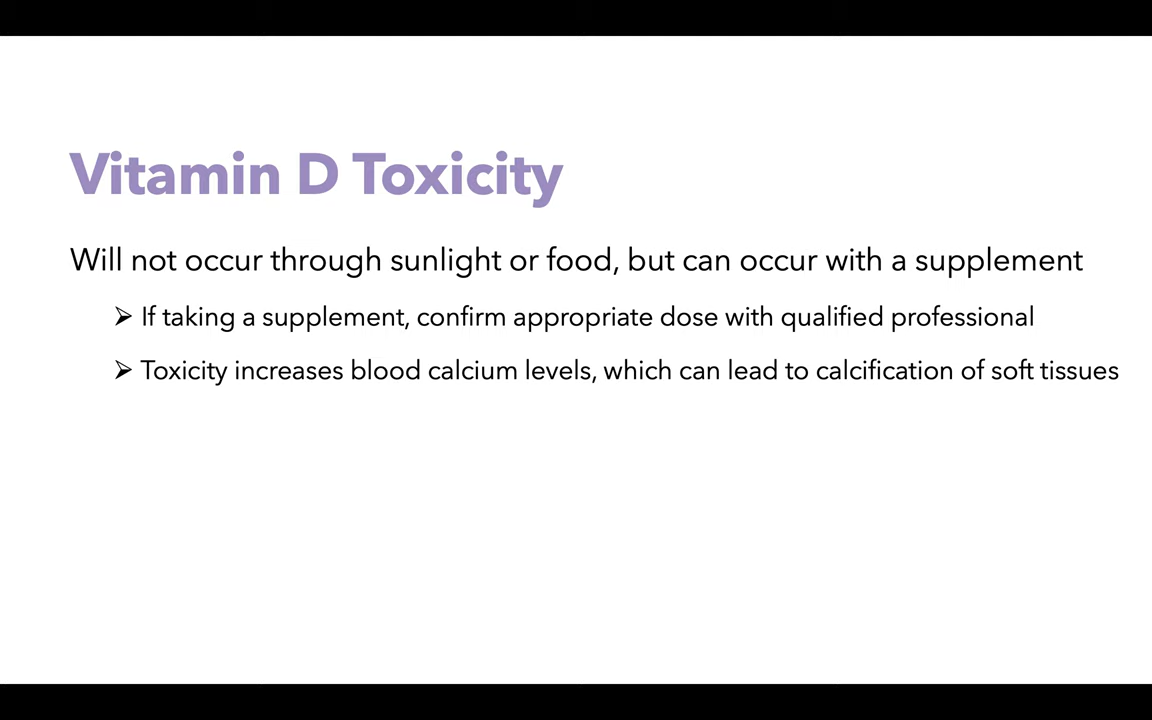 Vitamin D Toxicity
Will not occur through sunlight or food, but can occur with a supplement
➢ If taking a supplement, confirm appropriate dose with qualified professional
➢ Toxicity increases blood calcium levels, which can lead to calcification of soft tissues